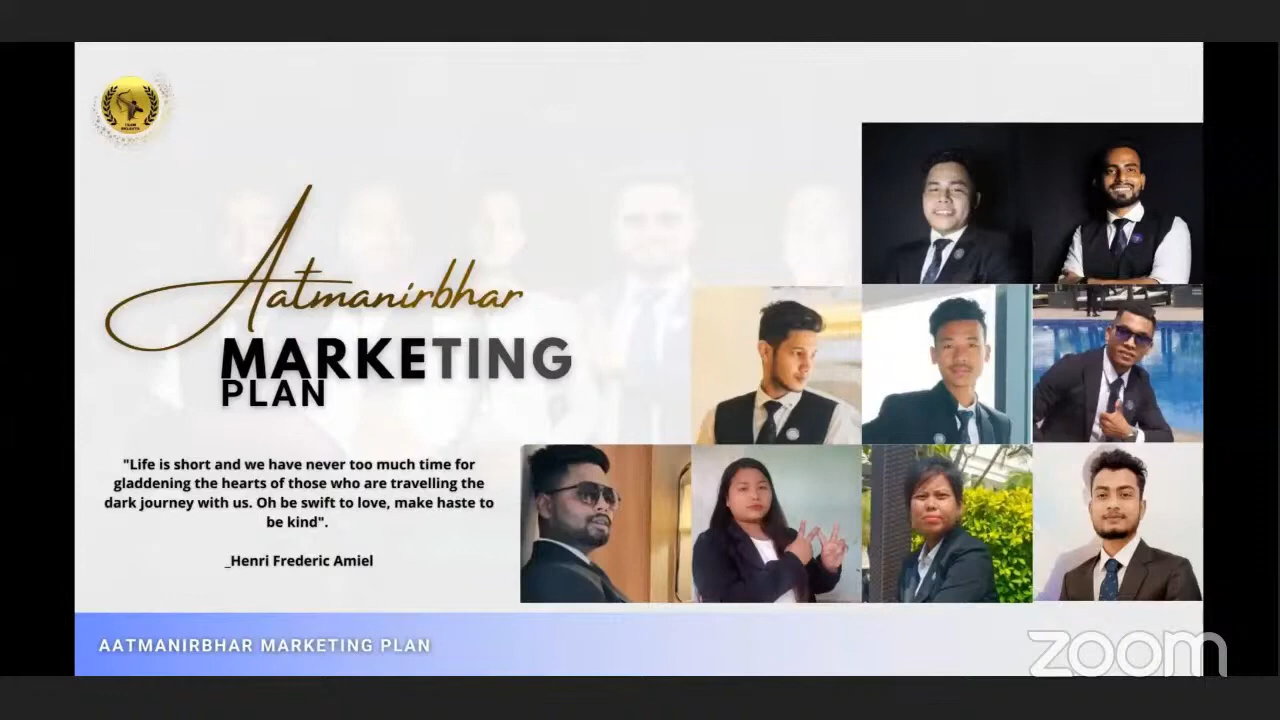 Aatmanirbhar
MARKETING
PLAN
"Life is short and we have never too much time for
gladdening the hearts of those who are travelling the
dark journey with us. Oh be swift to love, make haste to
be kind".
_Henri Frederic Amiel
AATMANIRBHAR MARKETING PLAN
zoom